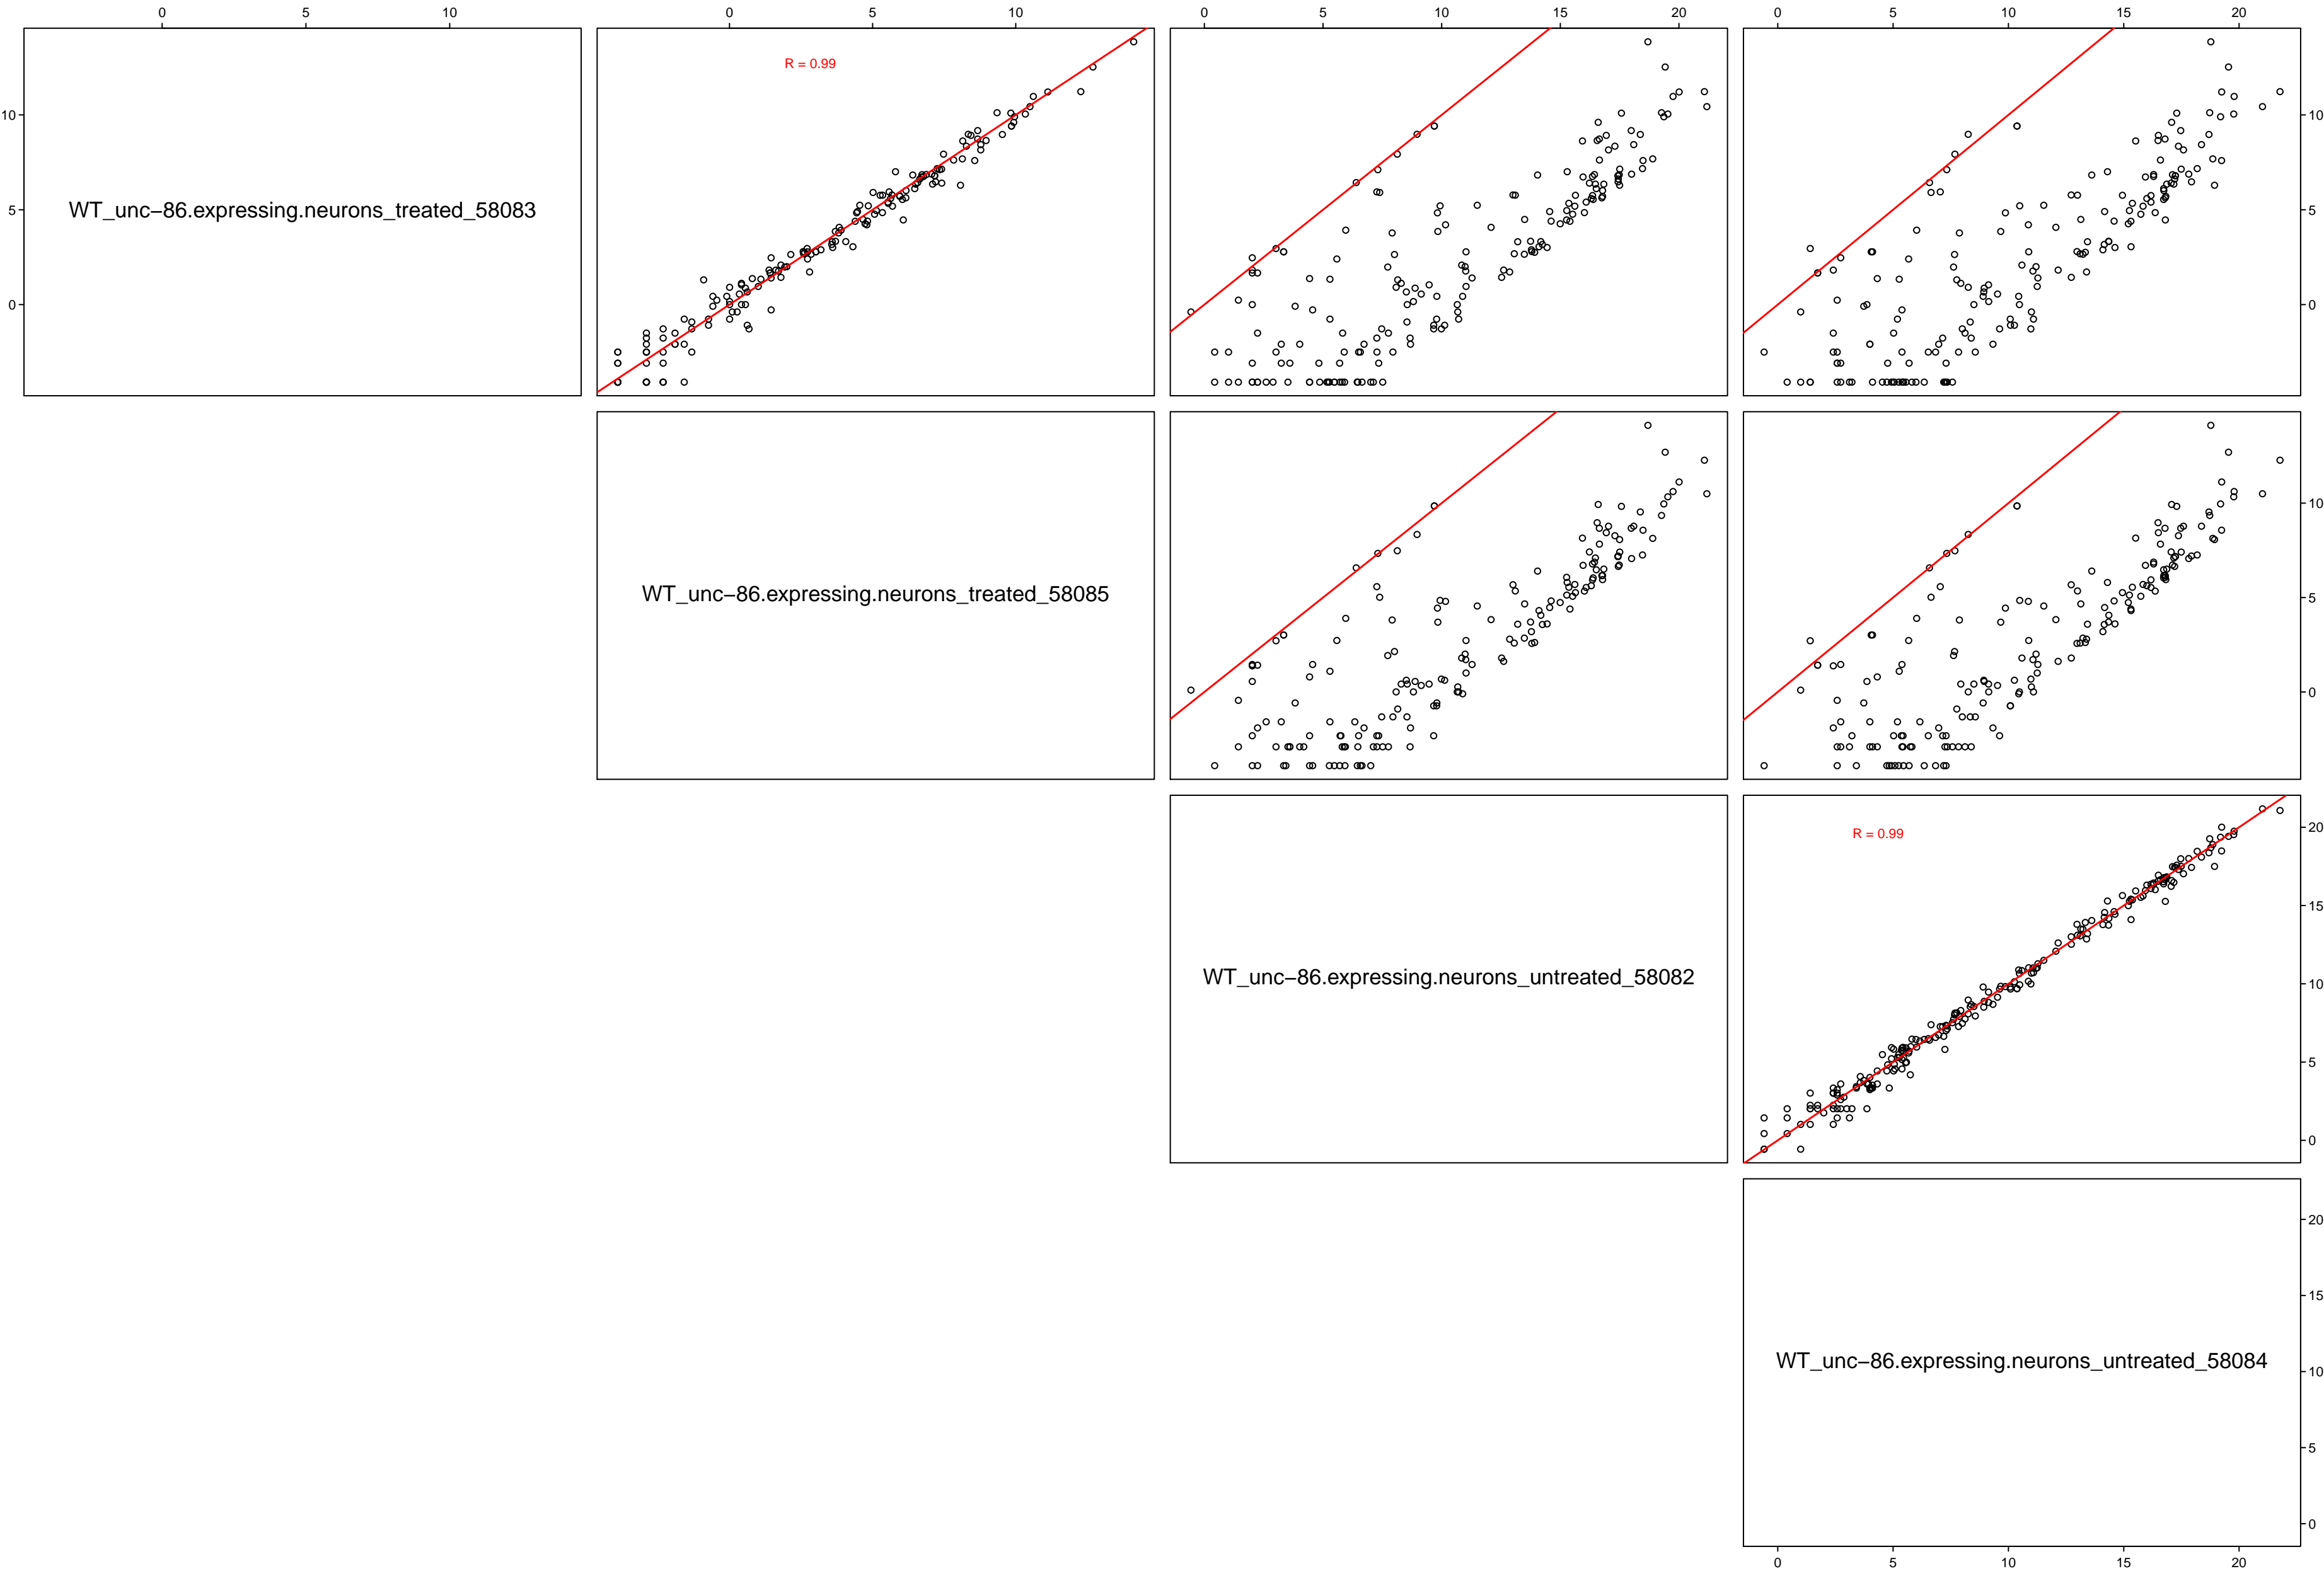 0 5 10 0 5 10 0 5 10 15 20 0 5 10 15 20
R = 0.99
10
5
0
WT_unc−86.expressing.neurons_treated_58083
10
5
0
WT_unc−86.expressing.neurons_treated_58085
10
5
0
R = 0.99
WT_unc−86.expressing.neurons_untreated_58082
20
15
10
5
0
WT_unc−86.expressing.neurons_untreated_58084
20
15
10
5
0
0 5 10 15 20